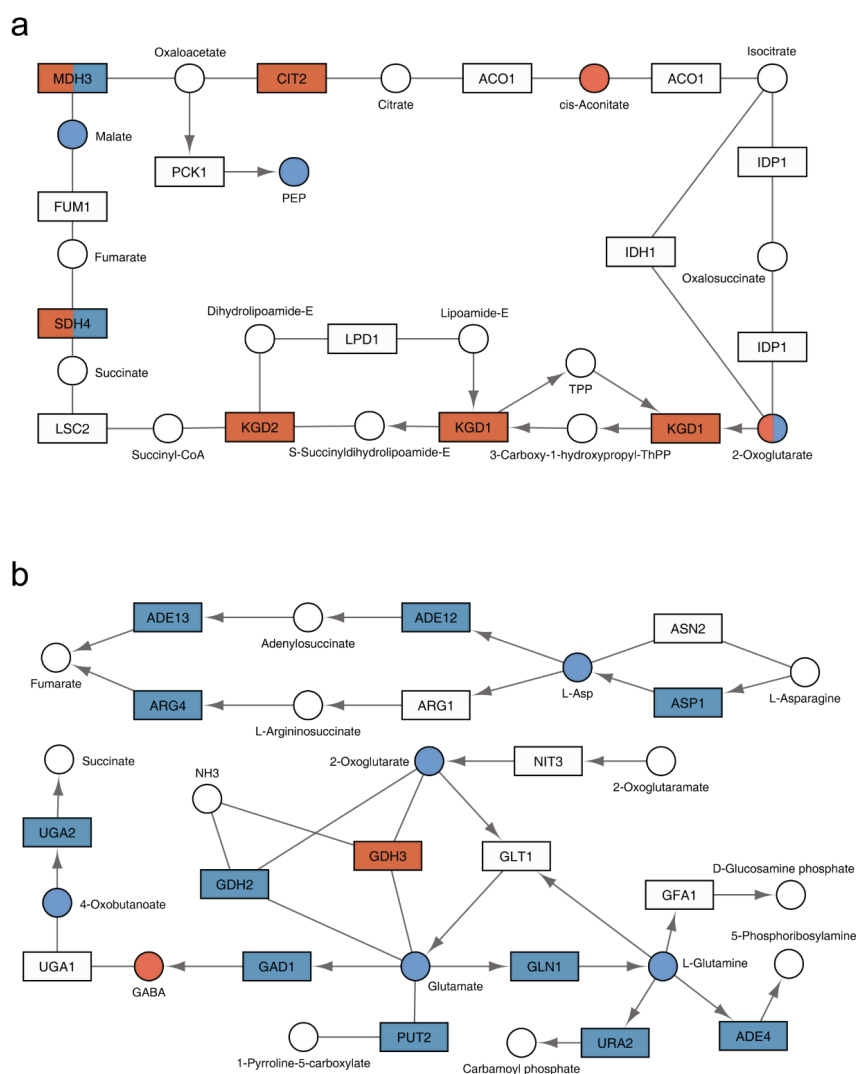 a
Oxaloacetate
Isocitrate
MDH3
CIT2
ACO1
ACO1
Citrate
cis-Aconitate
Malate
PCK1
PEP
IDP1
FUM1
IDH1
Fumarate
Oxalosuccinate
Dihydrolipoamide-E
Lipoamide-E
SDH4
LPD1
IDP1
Succinate
TPP
LSC2
KGD2
KGD1
KGD1
Succinyl-CoA
S-Succinyldihydrolipoamide-E
3-Carboxy-1-hydroxypropyl-ThPP
2-Oxoglutarate
b
ADE13
ADE12
ASN2
Adenylosuccinate
Fumarate
L-Asp
L-Asparagine
ARG4
ARG1
ASP1
L-Argininosuccinate
Succinate
2-Oxoglutarate
NIT3
NH3
2-Oxoglutaramate
UGA2
GDH3
GLT1
D-Glucosamine phosphate
GDH2
GFA1
4-Oxobutanoate
5-Phosphoribosylamine
UGA1
GAD1
GLN1
L-Glutamine
GABA
Glutamate
PUT2
URA2
ADE4
1-Pyrroline-5-carboxylate
Carbamoyl phosphate